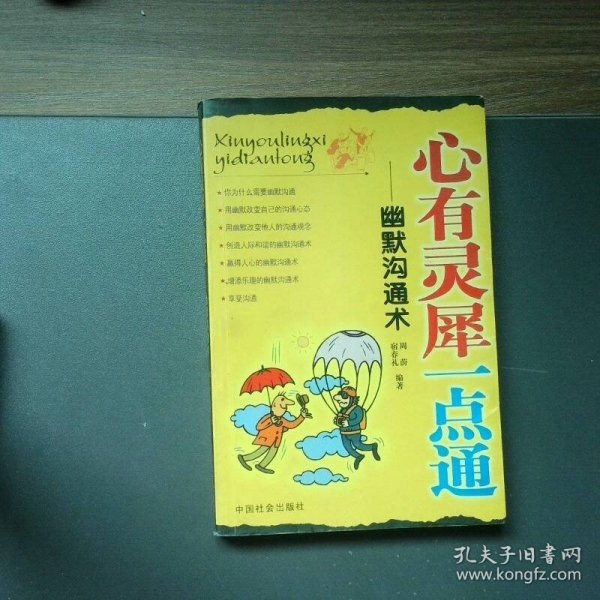 Xinyoulingxi
yidiantong
心有灵犀一点通
——幽默沟通术
★你为什么需要幽默沟通
★用幽默改变自己的沟通心态
★用幽默改变他人的沟通观念
★创造人际和谐的幽默沟通术
★赢得人心的幽默沟通术
★增添乐趣的幽默沟通术
★享受沟通
周蔚
宿春礼 编著
中国社会出版社
孔夫子旧书网
www.kongfz.com